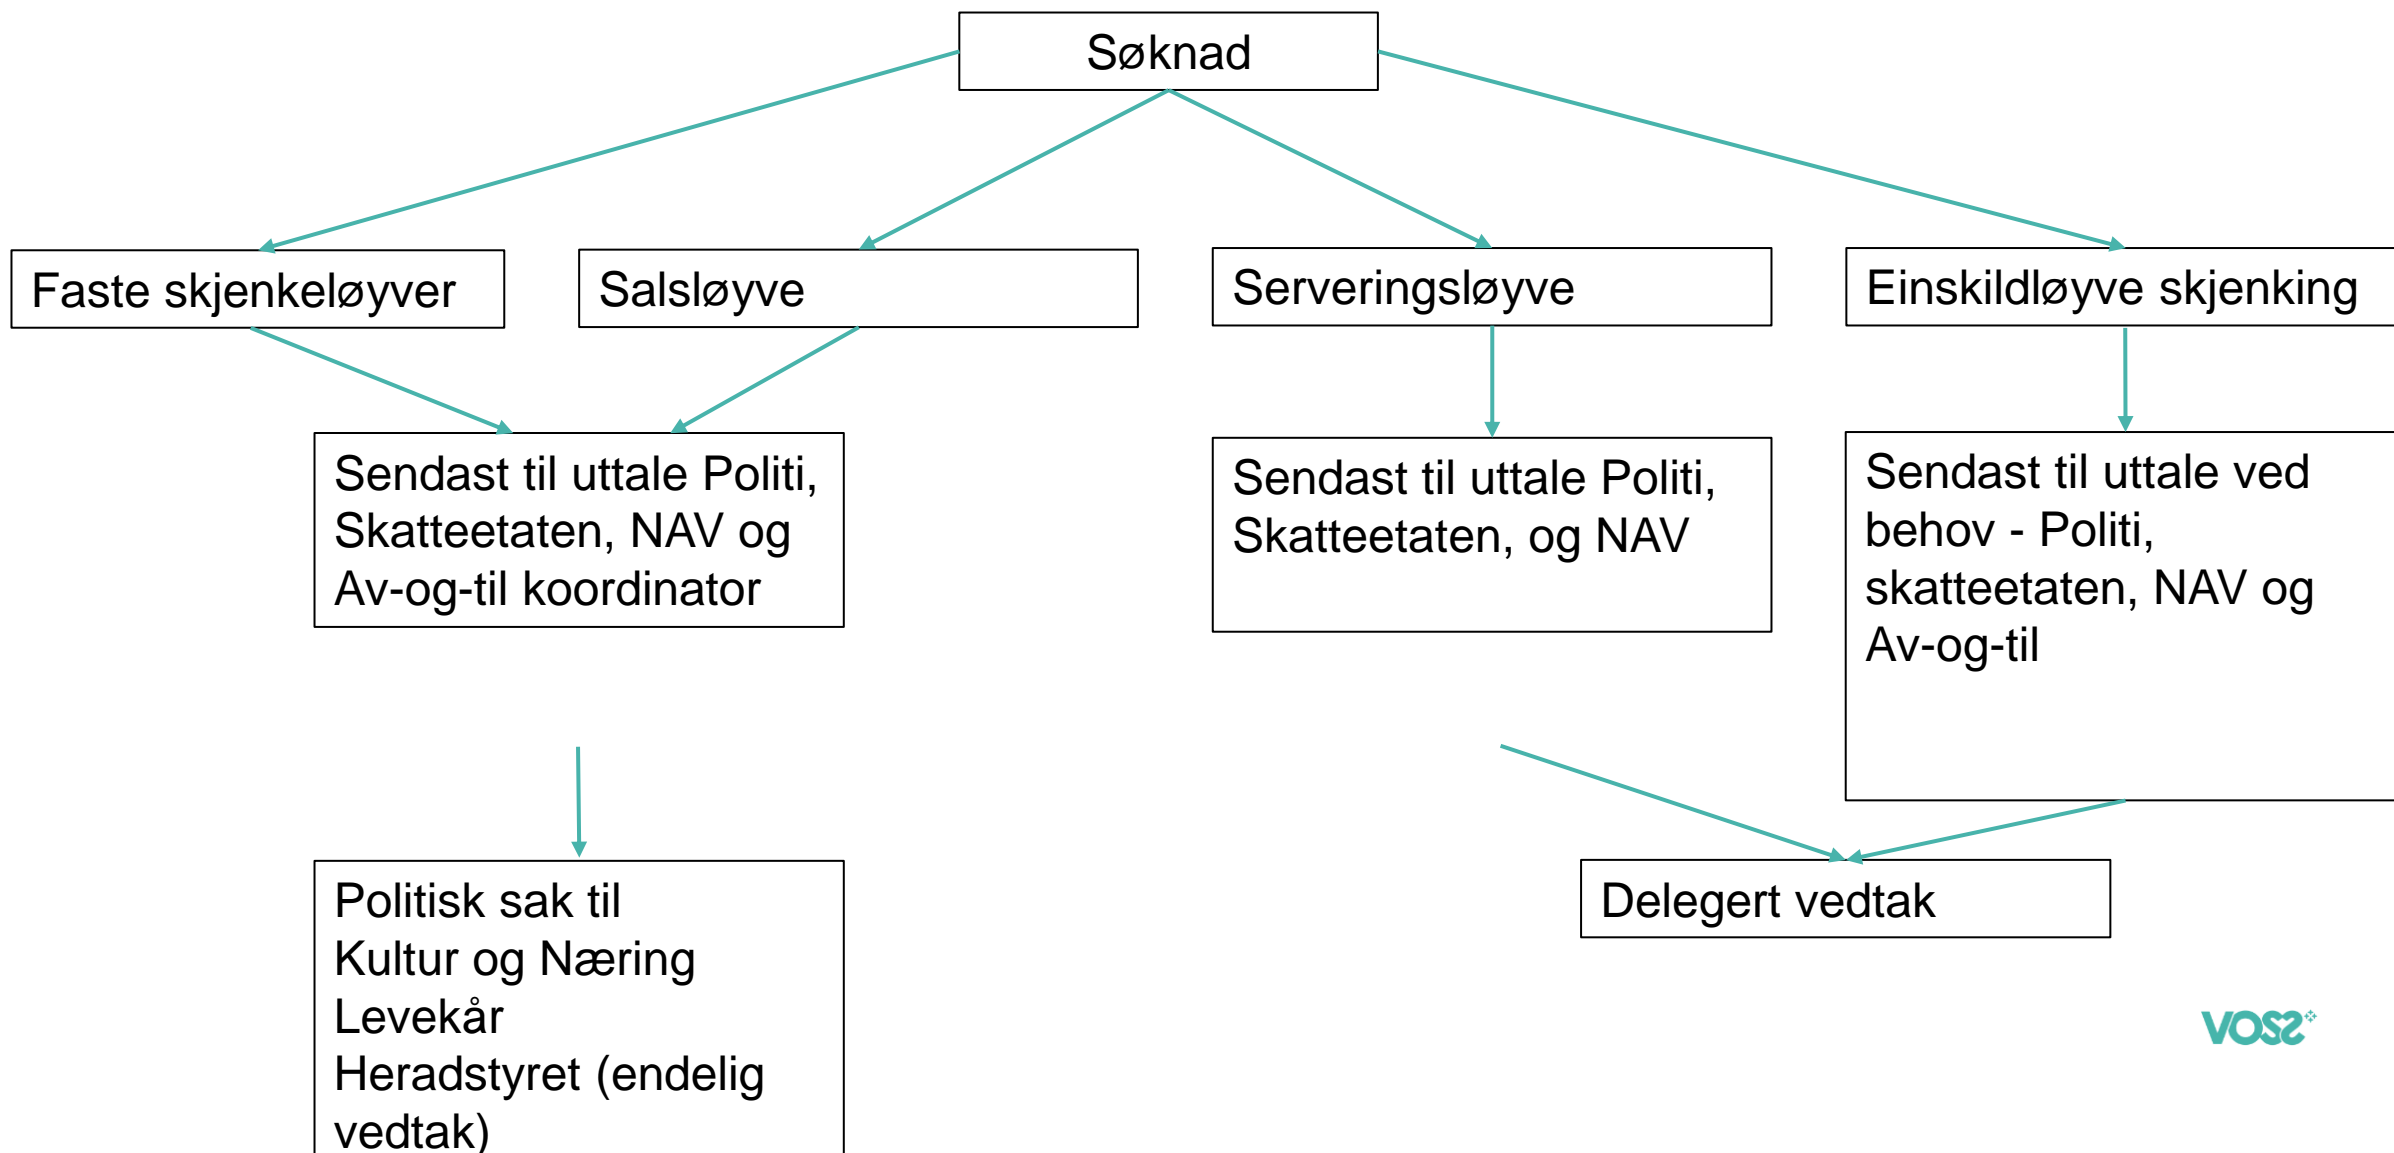 Søknad
Faste skjenkeløyver
Salsløyve
Serveringsløyve
Einskildløyve skjenking
Sendast til uttale Politi,
Skatteetaten, NAV og
Av-og-til koordinator
Sendast til uttale Politi,
Skatteetaten, og NAV
Sendast til uttale ved
behov - Politi,
skatteetaten, NAV og
Av-og-til
Politisk sak til
Kultur og Næring
Levekår
Heradstyret (endelig
vedtak)
Delegert vedtak
VOSS